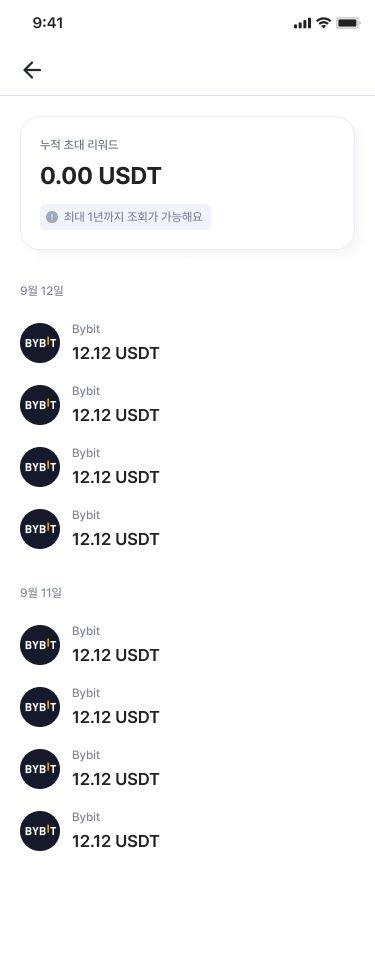 9:41
누적 초대 리워드
0.00 USDT
최대 1년까지 조회가 가능해요
9월 12일
BYBIT
Bybit
12.12 USDT
BYBIT
Bybit
12.12 USDT
BYBIT
Bybit
12.12 USDT
BYBIT
Bybit
12.12 USDT
9월 11일
BYBIT
Bybit
12.12 USDT
BYBIT
Bybit
12.12 USDT
BYBIT
Bybit
12.12 USDT
BYBIT
Bybit
12.12 USDT